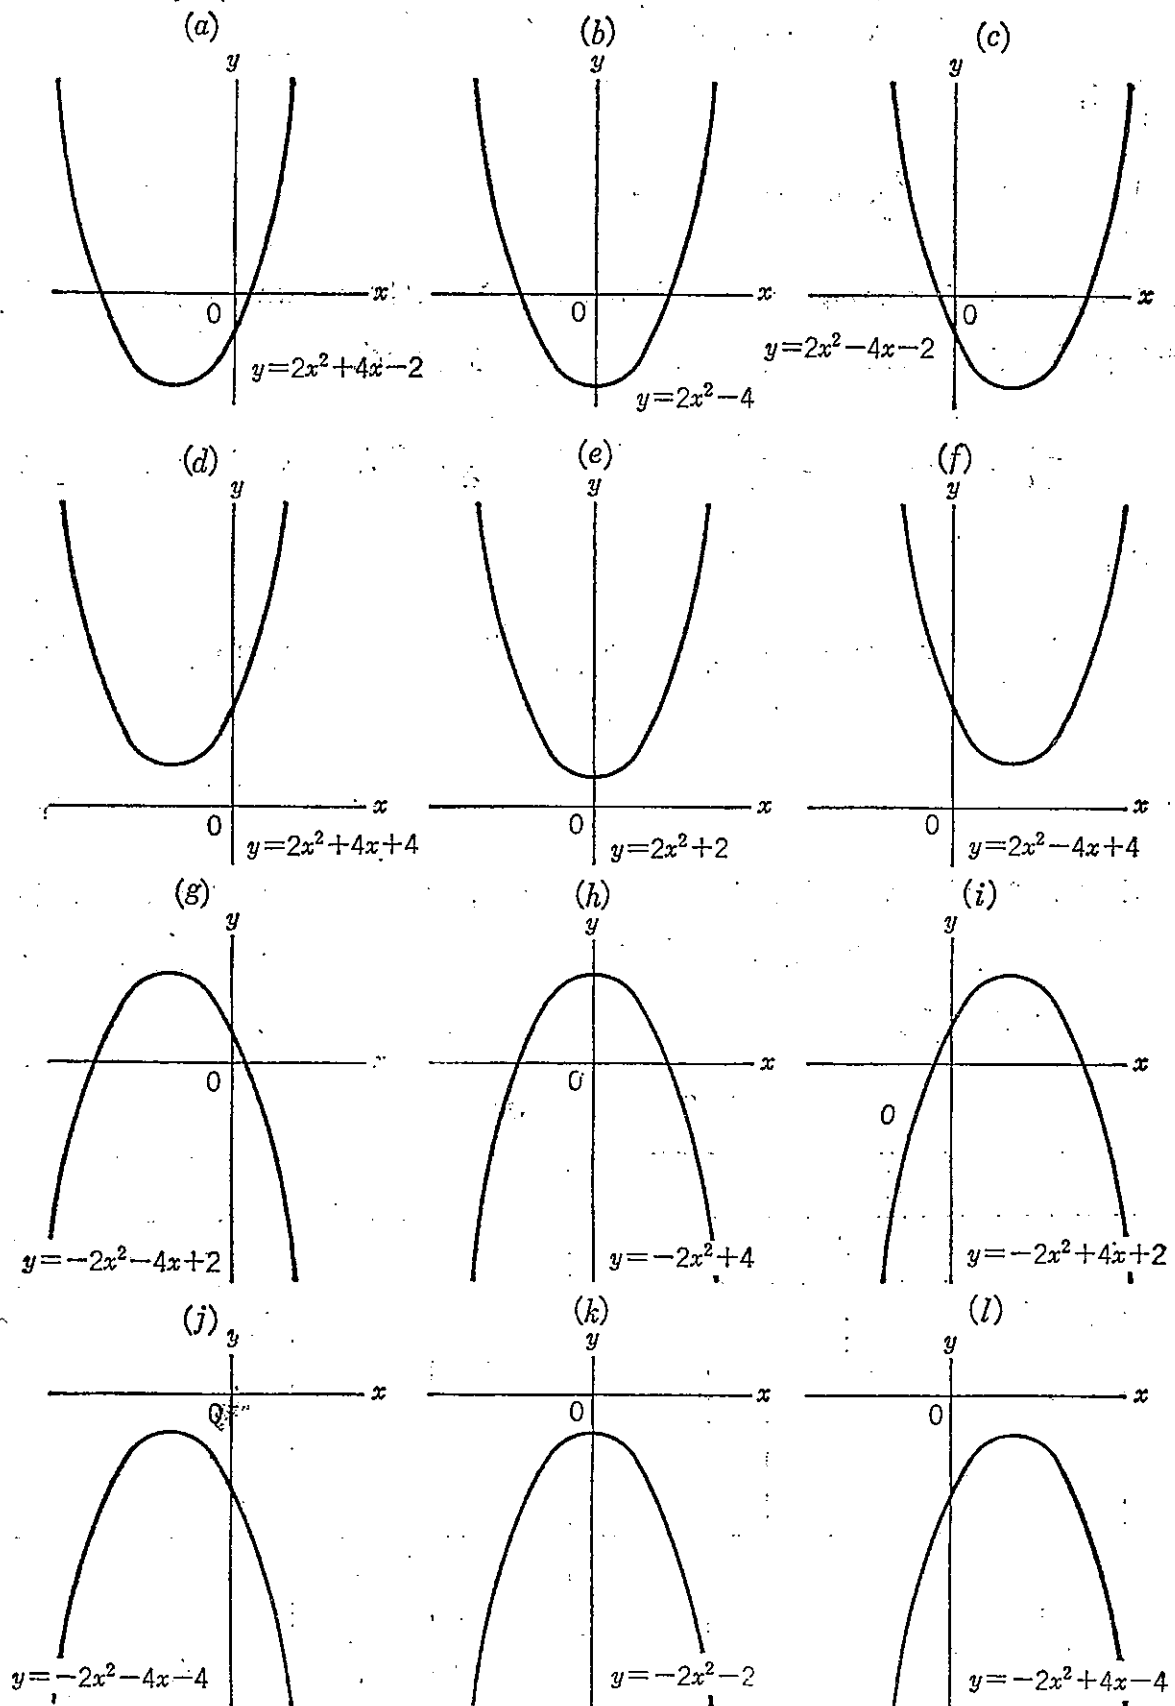 (a)
(b)
(c)
y
y
y
0
x
0
x
0
x
y=2x²+4x−2
y=2x²−4
y=2x²−4x−2
(d)
(e)
(f)
y
y
y
x
x
x
0
0
0
y=2x²+4x+4
y=2x²+2
y=2x²−4x+4
(g)
(h)
(i)
y
y
y
0
0
x
0
x
y=−2x²−4x+2
y=−2x²+4
y=−2x²+4x+2
(j)
(k)
(l)
y
y
y
x
x
x
0
0
0
y=−2x²−4x−4
y=−2x²−2
y=−2x²+4x−4